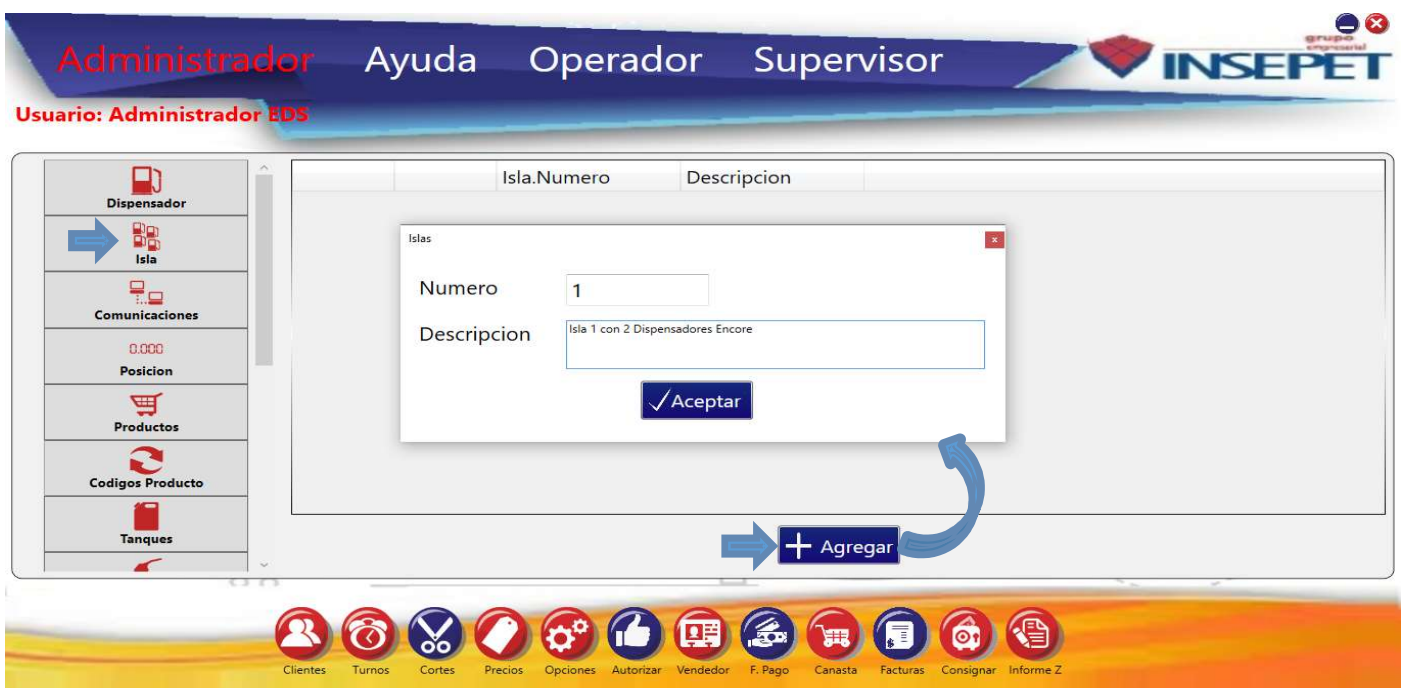 Administrador Ayuda Operador Supervisor
grupo
empresarial
INSEPET
Usuario: Administrador EDS
Dispensador
Isla
Comunicaciones
0.000
Posicion
Productos
Codigos Producto
Tanques
Isla.Numero Descripcion
Islas
x
Numero 1
Descripcion Isla 1 con 2 Dispensadores Encore
Aceptar
Agregar
Clientes Turnos Cortes Precios Opciones Autorizar Vendedor F. Pago Canasta Facturas Consignar Informe Z